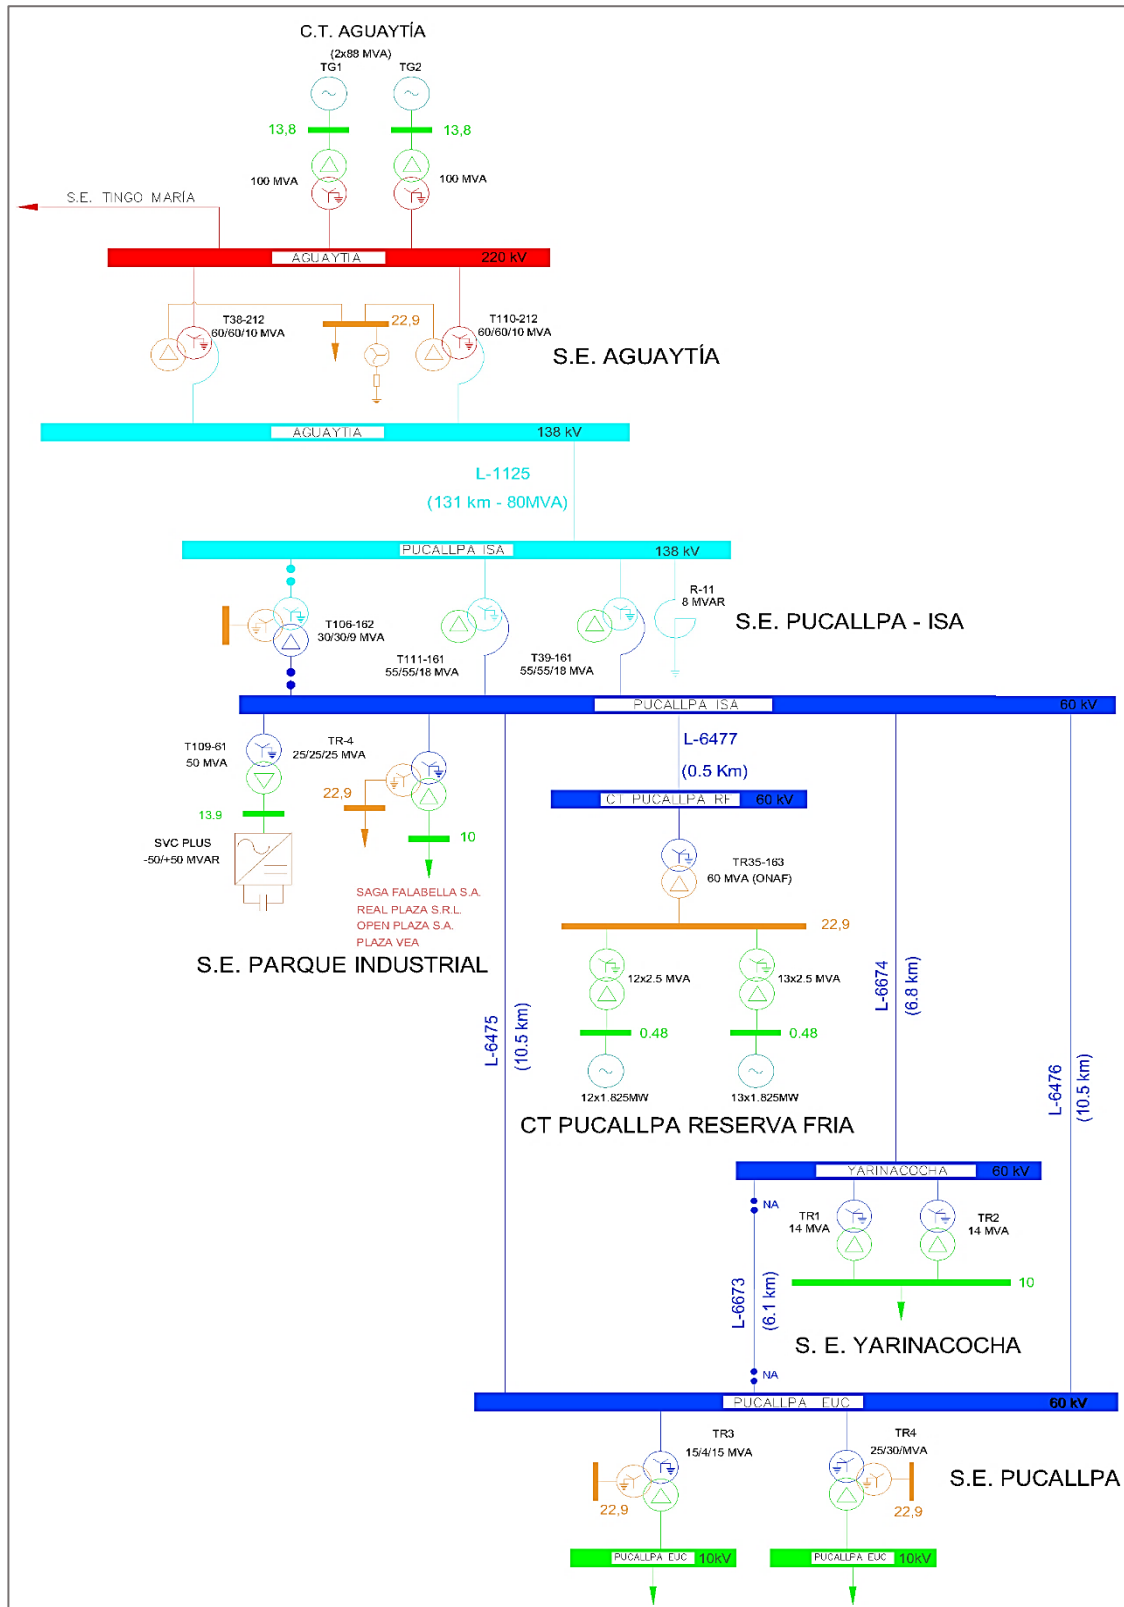 C.T. AGUAYTÍA
(2x88 MVA)
TG1
TG2
13,8
13,8
100 MVA
100 MVA
S.E. TINGO MARÍA
AGUAYTIA
220 kV
T38-212
60/60/10 MVA
22,9
T110-212
60/60/10 MVA
S.E. AGUAYTÍA
AGUAYTIA
138 kV
L-1125
(131 km - 80MVA)
PUCALLPA ISA
138 kV
R-11
8 MVAR
T106-162
30/30/9 MVA
T111-161
55/55/18 MVA
T39-161
55/55/18 MVA
S.E. PUCALLPA - ISA
PUCALLPA ISA
60 kV
T109-61
50 MVA
TR-4
25/25/25 MVA
L-6477
(0.5 Km)
22,9
13.9
10
CT PUCALLPA RF
60 kV
SVC PLUS
-50/+50 MVAR
TR35-163
60 MVA (ONAF)
SAGA FALABELLA S.A.
REAL PLAZA S.R.L.
OPEN PLAZA S.A.
PLAZA VEA
22,9
S.E. PARQUE INDUSTRIAL
12x2.5 MVA
13x2.5 MVA
L-6475
(10.5 km)
L-6674
(6.8 km)
L-6476
(10.5 km)
0.48
0.48
12x1.825MW
13x1.825MW
CT PUCALLPA RESERVA FRIA
YARINACOCHA
60 kV
NA
TR1
14 MVA
TR2
14 MVA
10
L-6673
(6.1 km)
S. E. YARINACOCHA
NA
PUCALLPA EUC
60 kV
TR3
15/4/15 MVA
TR4
25/30/MVA
S.E. PUCALLPA
22,9
22,9
PUCALLPA EUC
10kV
PUCALLPA EUC
10kV